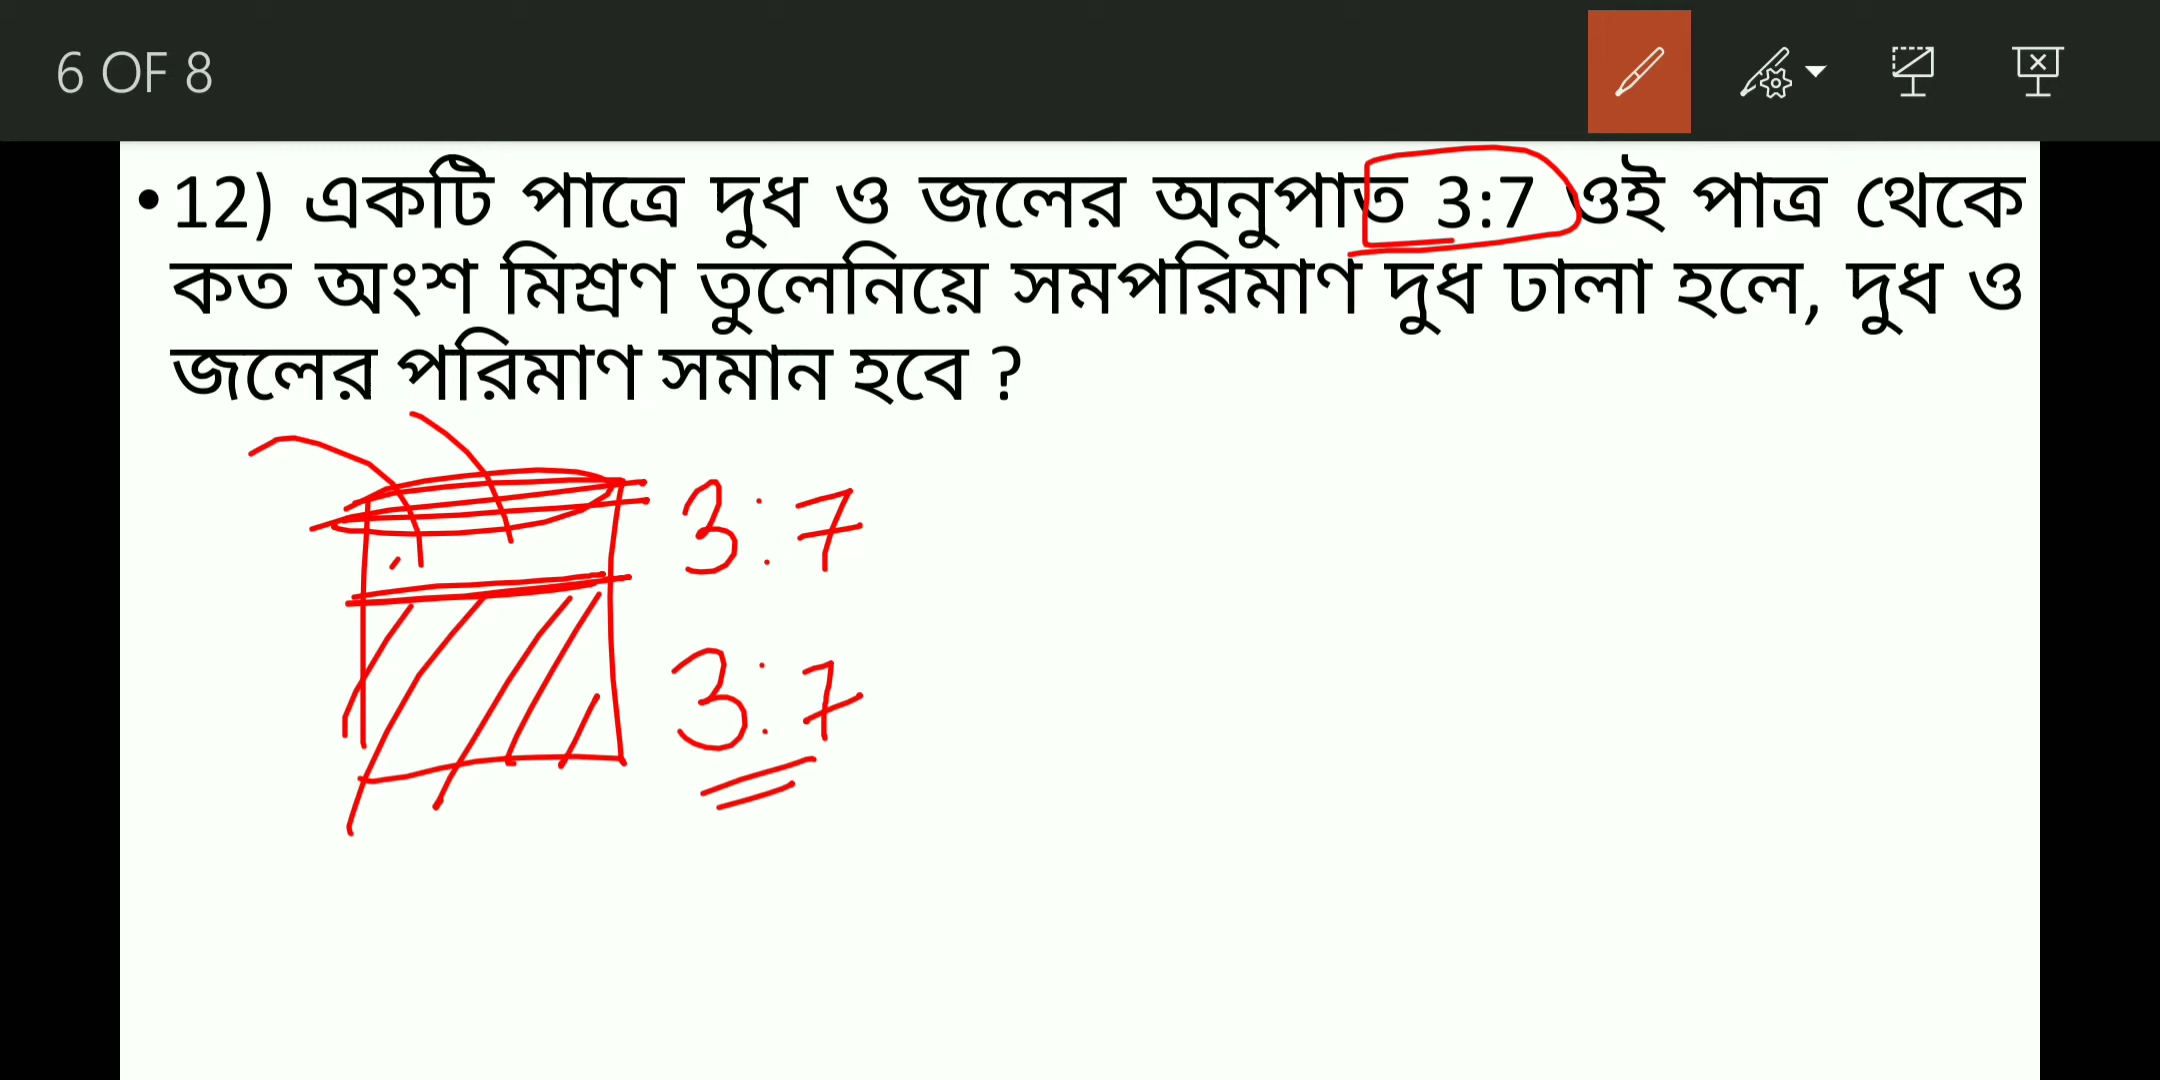 6 OF 8
•12) একটি পাত্রে দুধ ও জলের অনুপাত 3:7 ওই পাত্র থেকে
কত অংশ মিশ্রণ তুলেনিয়ে সমপরিমাণ দুধ ঢালা হলে, দুধ ও
জলের পরিমাণ সমান হবে ?
3:7
3:7